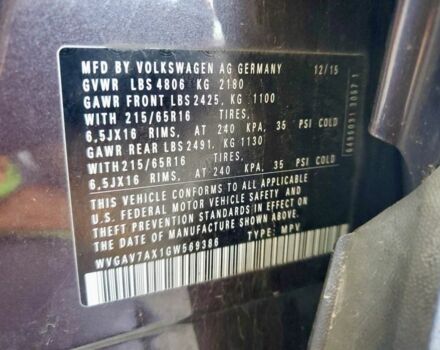 MFD BY VOLKSWAGEN AG GERMANY 12/15
GVWR LBS 4806 KG 2180
GAWR FRONT LBS 2425, KG 1100
WITH 215/65R16 TIRES,
6,5JX16 RIMS, AT 240 KPA, 35 PSI COLD
GAWR REAR LBS 2491, KG 1130
WITH 215/65R16 TIRES,
6,5JX16 RIMS, AT 240 KPA, 35 PSI COLD
THIS VEHICLE CONFORMS TO ALL APPLICABLE
U.S. FEDERAL MOTOR VEHICLE SAFETY AND
THEFT PREVENTION STANDARDS IN EFFECT ON
THE DATE OF MANUFACTURE SHOWN ABOVE.
WVGAV7AX1GW569386 TYPE: MPV